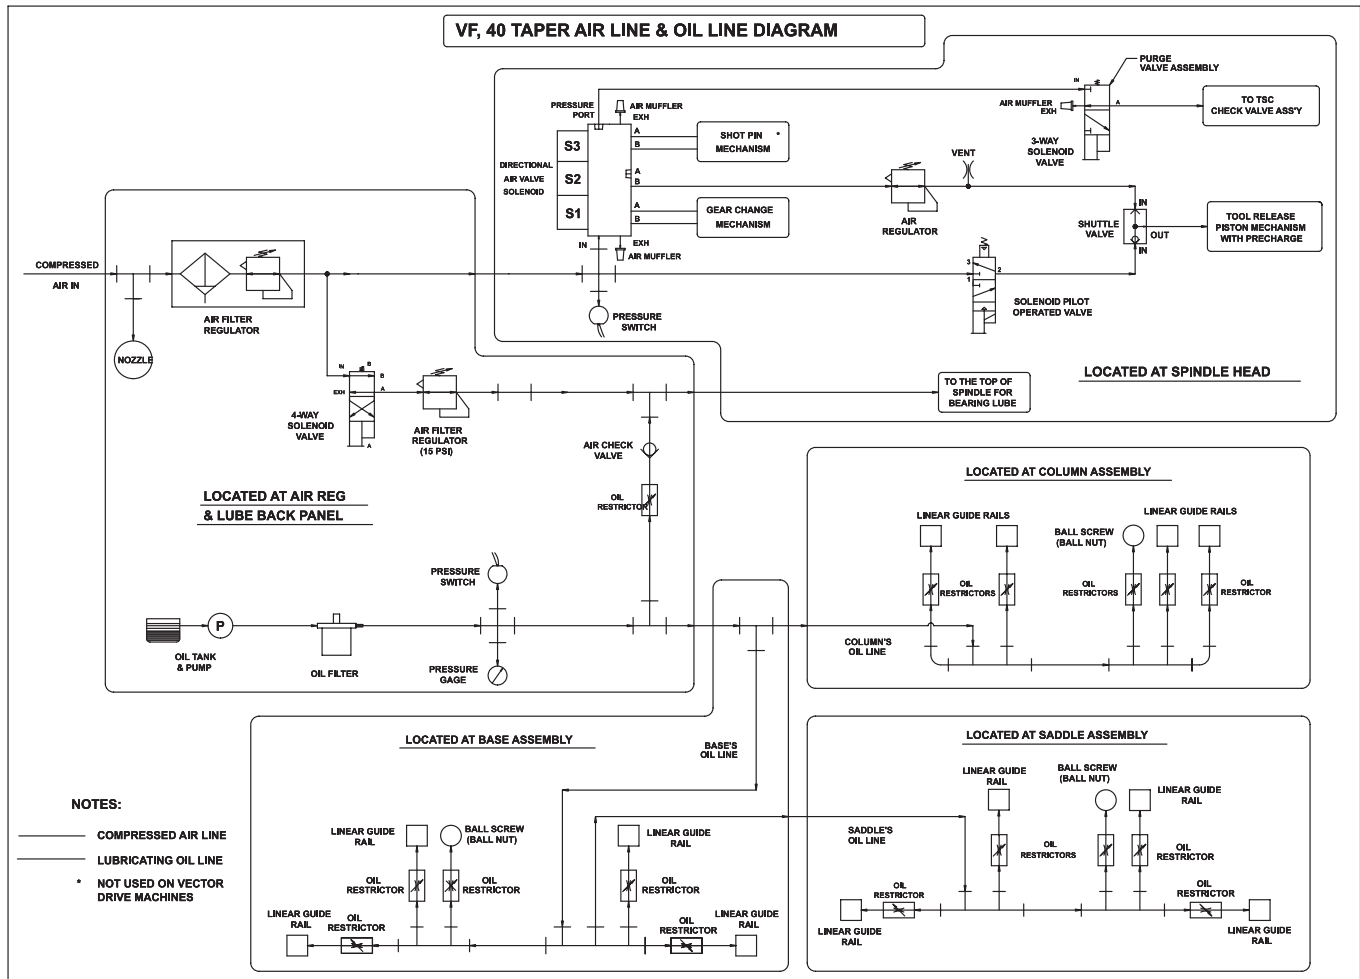 VF, 40 TAPER AIR LINE & OIL LINE DIAGRAM
PURGE
VALVE ASSEMBLY
IN
A
AIR MUFFLER
EXH
TO TSC
CHECK VALVE ASS'Y
3-WAY
SOLENOID
VALVE
PRESSURE
PORT
AIR MUFFLER
EXH
A
B
SHOT PIN *
MECHANISM
S3
S2
S1
DIRECTIONAL
AIR VALVE
SOLENOID
A
B
A
B
GEAR CHANGE
MECHANISM
IN
EXH
AIR MUFFLER
VENT
AIR
REGULATOR
IN
SHUTTLE
VALVE
OUT
IN
TOOL RELEASE
PISTON MECHANISM
WITH PRECHARGE
3
2
1
SOLENOID PILOT
OPERATED VALVE
PRESSURE
SWITCH
LOCATED AT SPINDLE HEAD
COMPRESSED
AIR IN
NOZZLE
AIR FILTER
REGULATOR
IN
B
B
EXH
A
A
4-WAY
SOLENOID
VALVE
AIR FILTER
REGULATOR
(15 PSI)
TO THE TOP OF
SPINDLE FOR
BEARING LUBE
AIR CHECK
VALVE
OIL
RESTRICTOR
LOCATED AT AIR REG
& LUBE BACK PANEL
PRESSURE
SWITCH
P
OIL TANK
& PUMP
OIL FILTER
PRESSURE
GAGE
LOCATED AT COLUMN ASSEMBLY
LINEAR GUIDE RAILS
BALL SCREW
(BALL NUT)
LINEAR GUIDE RAILS
OIL
RESTRICTORS
OIL
RESTRICTORS
OIL
RESTRICTOR
COLUMN'S
OIL LINE
LOCATED AT BASE ASSEMBLY
BASE'S
OIL LINE
LINEAR GUIDE
RAIL
BALL SCREW
(BALL NUT)
LINEAR GUIDE
RAIL
OIL
RESTRICTOR
OIL
RESTRICTOR
OIL
RESTRICTOR
LINEAR GUIDE
RAIL
OIL
RESTRICTOR
OIL
RESTRICTOR
LINEAR GUIDE
RAIL
LOCATED AT SADDLE ASSEMBLY
LINEAR GUIDE
RAIL
BALL SCREW
(BALL NUT)
LINEAR GUIDE
RAIL
SADDLE'S
OIL LINE
OIL
RESTRICTORS
OIL
RESTRICTOR
OIL
RESTRICTOR
OIL
RESTRICTOR
LINEAR GUIDE
RAIL
LINEAR GUIDE
RAIL
NOTES:
COMPRESSED AIR LINE
LUBRICATING OIL LINE
* NOT USED ON VECTOR
DRIVE MACHINES